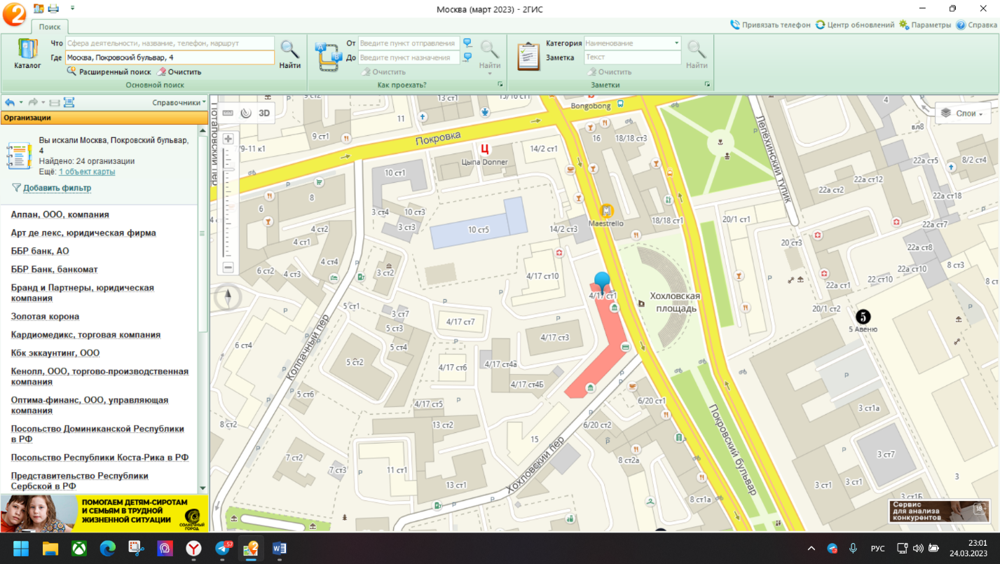 Москва (март 2023) - 2ГИС
Поиск
Привязать телефон
Центр обновлений
Параметры
Справка
Каталог
Что
Сфера деятельности, название, телефон, маршрут
Где
Москва, Покровский бульвар, 4
Расширенный поиск
Очистить
Найти
Основной поиск
От
Введите пункт отправления
До
Введите пункт назначения
Очистить
Найти
Как проехать?
Категория
Наименование
Заметка
Текст
Очистить
Найти
Заметки
Справочники
Организации
Вы искали Москва, Покровский бульвар,
4
Найдено: 24 организации
Ещё: 1 объект карты
Добавить фильтр
Аппан, ООО, компания
Арт де лекс, юридическая фирма
ББР банк, АО
ББР Банк, банкомат
Бранд и Партнеры, юридическая
компания
Золотая корона
Кардиомедикс, торговая компания
Кбк эккаунтинг, ООО
Кенопл, ООО, торгово-производственная
компания
Оптима-финанс, ООО, управляющая
компания
Посольство Доминиканской Республики
в РФ
Посольство Республики Коста-Рика в РФ
Представительство Республики
Сербской в РФ
ПОМОГАЕМ ДЕТЯМ-СИРОТАМ
И СЕМЬЯМ В ТРУДНОЙ
ЖИЗНЕННОЙ СИТУАЦИИ
СОЛНЕЧНЫЙ
ГОРОД
3D
Слои
13 ст1
Bongobong
4
11
вл8
9 ст1
Покровка
16
18/18 ст3
Лепёхинский тупик
9-11 к1
14/2 ст1
Ц
Цыпа Donner
22а ст5
8/2 ст4
10 ст1
22а ст12
22а ст2
22а ст18
8
6
3 ст4
10 ст3
3 ст3
10 ст5
14/2 ст3
Maestrello
18/18 ст1
20/1 ст1
22а ст7
4 ст2
4 ст1
20 ст3
22а ст8
4 ст4
6 ст2
4 ст3
3 ст2
4/17 ст10
22а ст10
8 ст3
22 ст10
22а ст1
4/17 ст1
Хохловская
площадь
5 ст1
3 ст7
20/1 ст2
5
5 Авеню
4/17 ст7
5 ст3
Колпачный пер
6 ст4
5 ст4
4/17 ст3
5 ст2
4/17 ст6
4/17 ст4а
4/17 ст4Б
5 ст6
4/17 ст5
6/20 ст1
3 ст1а
8 ст2
13 ст2
6/20 ст2
15
Покровский бульвар
7 ст2
7 ст3
11 ст1
Хохловский пер
8 ст2а
3 ст7
13 ст1
3 ст1
3 ст1
3
8 ст1а
3 ст1Б
Сервис
для анализа
конкурентов
57
РУС
23:01
24.03.2023